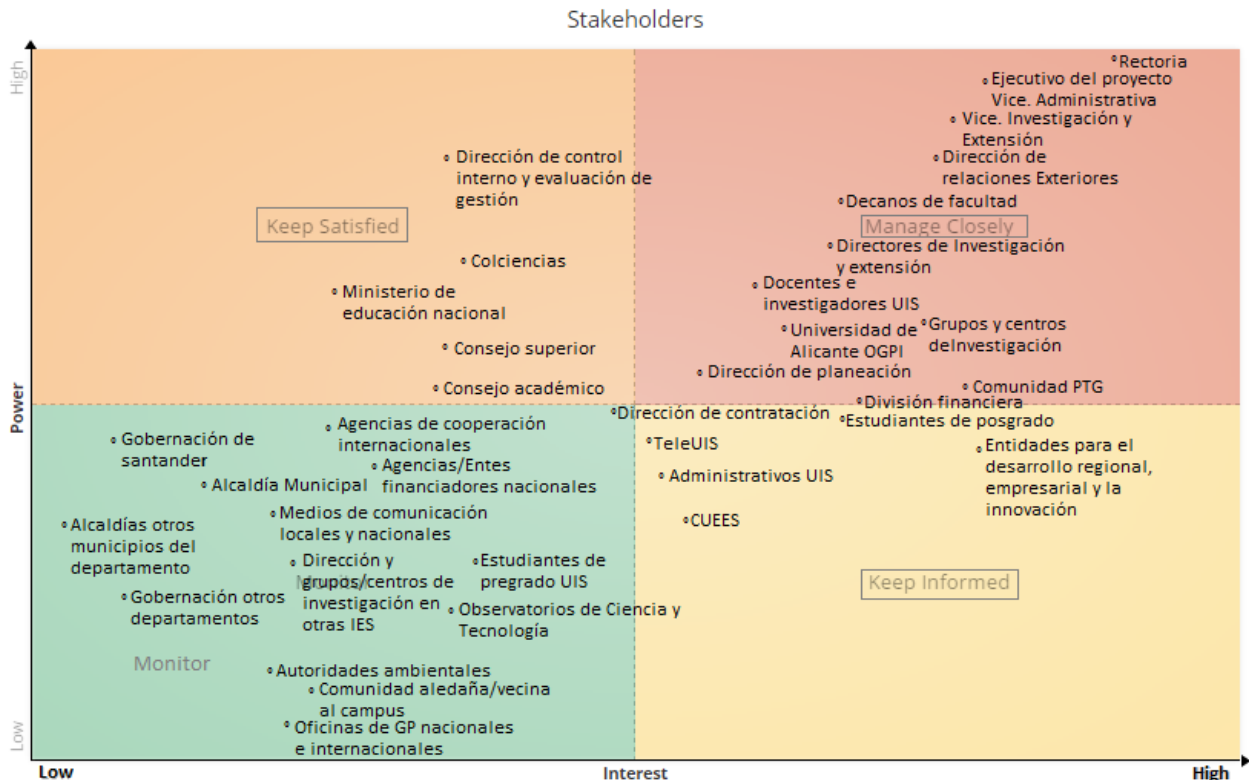 Stakeholders
High
Rectoria
Ejecutivo del proyecto
Vice. Administrativa
Vice. Investigación y
Extensión
Dirección de control
interno y evaluación de
gestión
Dirección de
relaciones Exteriores
Decanos de facultad
Keep Satisfied
Manage Closely
Directores de Investigación
y extensión
Colciencias
Docentes e
investigadores UIS
Ministerio de
educación nacional
Universidad de
Alicante OGPI
Grupos y centros
deInvestigación
Consejo superior
Dirección de planeación
Consejo académico
Comunidad PTG
División financiera
Power
Dirección de contratación
Estudiantes de posgrado
Agencias de cooperación
internacionales
Gobernación de
santander
TeleUIS
Entidades para el
desarrollo regional,
empresarial y la
innovación
Agencias/Entes
financiadores nacionales
Administrativos UIS
Alcaldía Municipal
Medios de comunicación
locales y nacionales
CUEES
Alcaldías otros
municipios del
departamento
Dirección y
grupos/centros de
investigación en
otras IES
Estudiantes de
pregrado UIS
Keep Informed
Gobernación otros
departamentos
Observatorios de Ciencia y
Tecnología
Monitor
Autoridades ambientales
Comunidad aledaña/vecina
al campus
Oficinas de GP nacionales
e internacionales
Low
Low
Interest
High